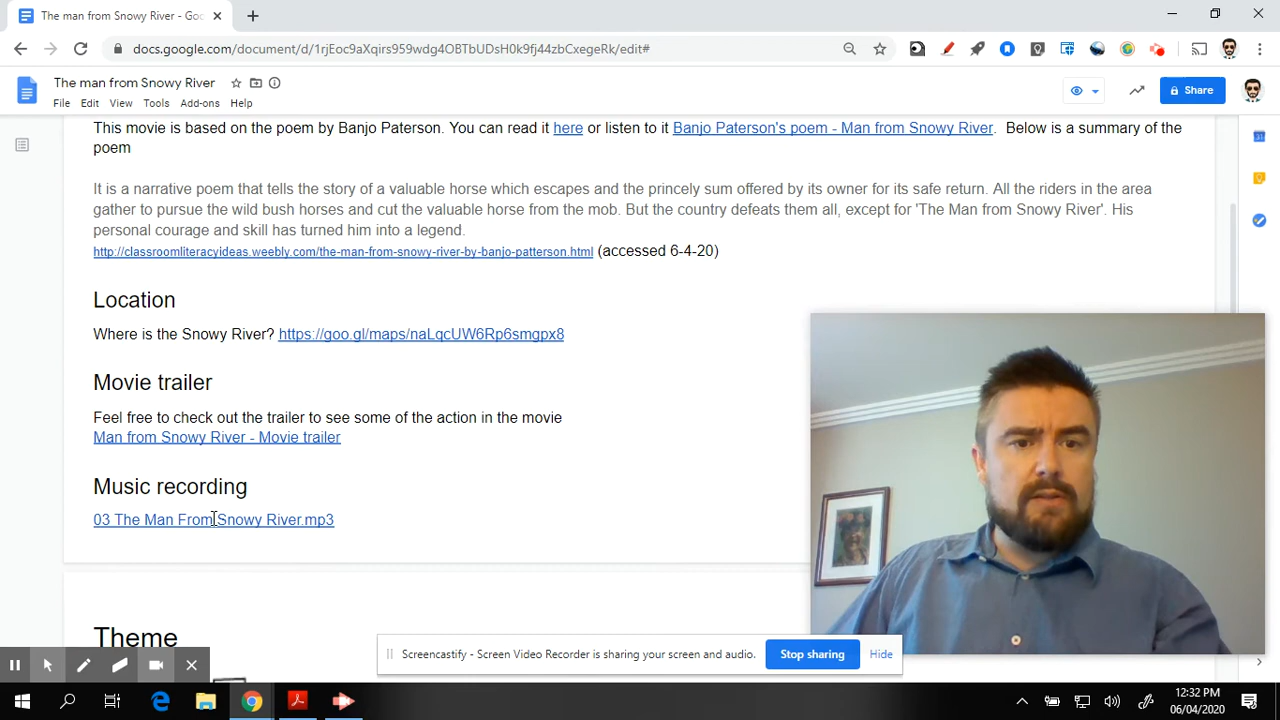 The man from Snowy River - Goo
docs.google.com/document/d/1rjEoc9aXqirs959wdg4OBTbUDsH0k9fj44zbCxegeRk/edit#
The man from Snowy River
File Edit View Tools Add-ons Help
Share
This movie is based on the poem by Banjo Paterson. You can read it here or listen to it Banjo Paterson's poem - Man from Snowy River. Below is a summary of the
poem
It is a narrative poem that tells the story of a valuable horse which escapes and the princely sum offered by its owner for its safe return. All the riders in the area
gather to pursue the wild bush horses and cut the valuable horse from the mob. But the country defeats them all, except for 'The Man from Snowy River'. His
personal courage and skill has turned him into a legend.
http://classroomliteracyideas.weebly.com/the-man-from-snowy-river-by-banjo-patterson.html (accessed 6-4-20)
Location
Where is the Snowy River? https://goo.gl/maps/naLqcUW6Rp6smgpx8
Movie trailer
Feel free to check out the trailer to see some of the action in the movie
Man from Snowy River - Movie trailer
Music recording
03 The Man From Snowy River.mp3
Theme
Screencastify - Screen Video Recorder is sharing your screen and audio.
Stop sharing
Hide
12:32 PM
06/04/2020